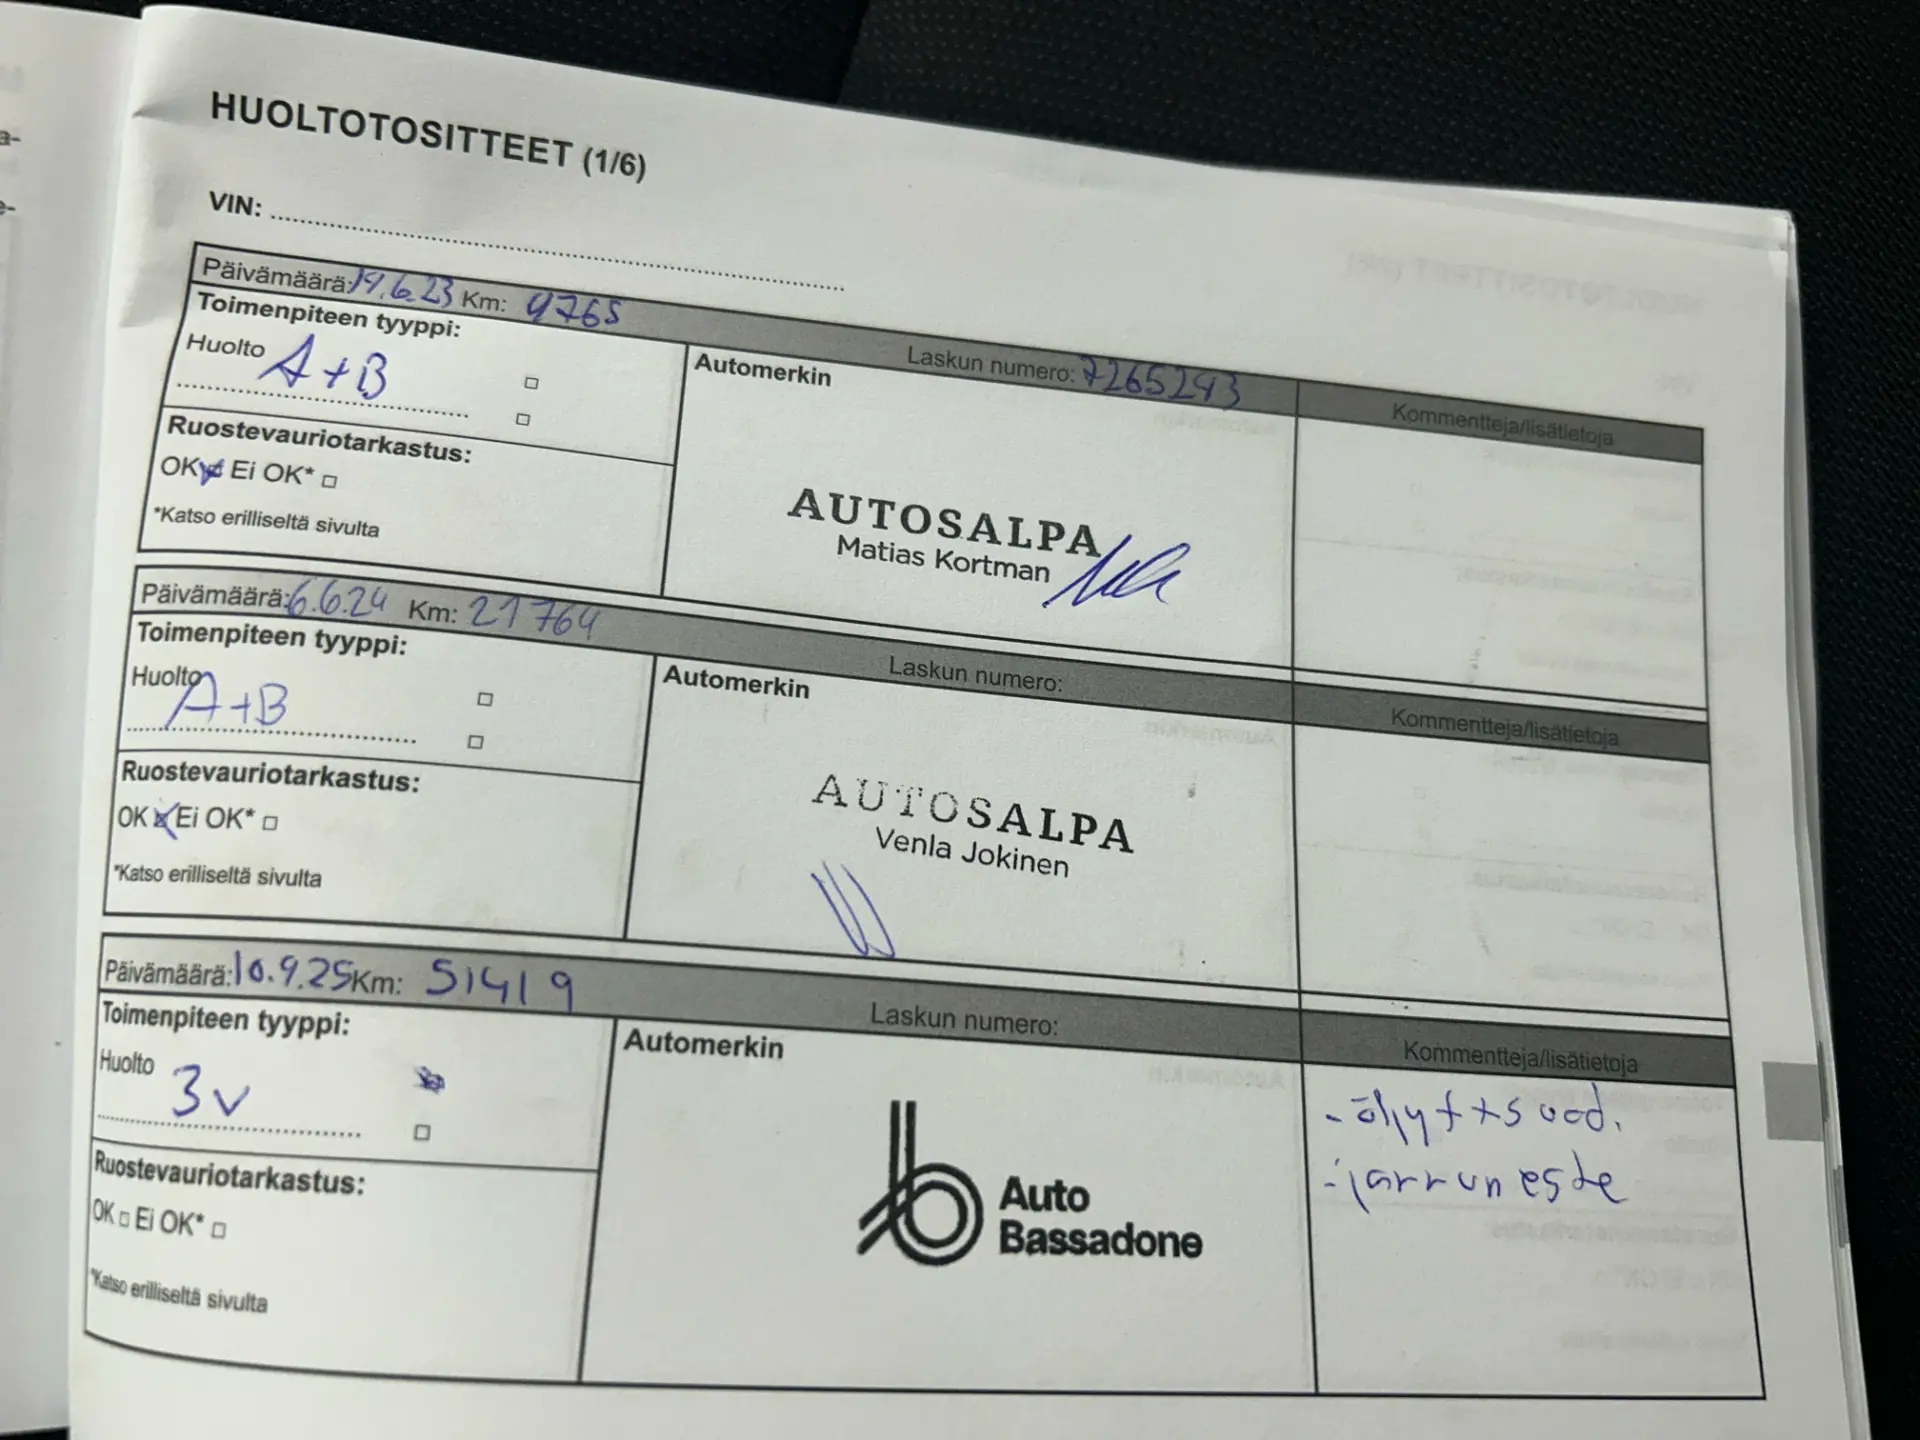 HUOLTOTOSITTEET (1/6)
VIN:
Päivämäärä: 19.6.23 Km: 9765
Laskun numero: 7265243
Kommentteja/lisätietoja
Toimenpiteen tyyppi:
Huolto A+B
Ruostevauriotarkastus:
OK Ei OK*
*Katso erilliseltä sivulta
Automerkin
AUTOSALPA
Matias Kortman
Päivämäärä: 6.6.24 Km: 21764
Laskun numero:
Kommentteja/lisätietoja
Toimenpiteen tyyppi:
Huolto A+B
Ruostevauriotarkastus:
OK Ei OK*
*Katso erilliseltä sivulta
Automerkin
AUTOSALPA
Venla Jokinen
Päivämäärä: 10.9.25 Km: 51419
Laskun numero:
Kommentteja/lisätietoja
Toimenpiteen tyyppi:
Huolto 3v
Ruostevauriotarkastus:
OK Ei OK*
*Katso erilliseltä sivulta
Automerkin
Auto
Bassadone
- öljyt+suod.
- jarruneste